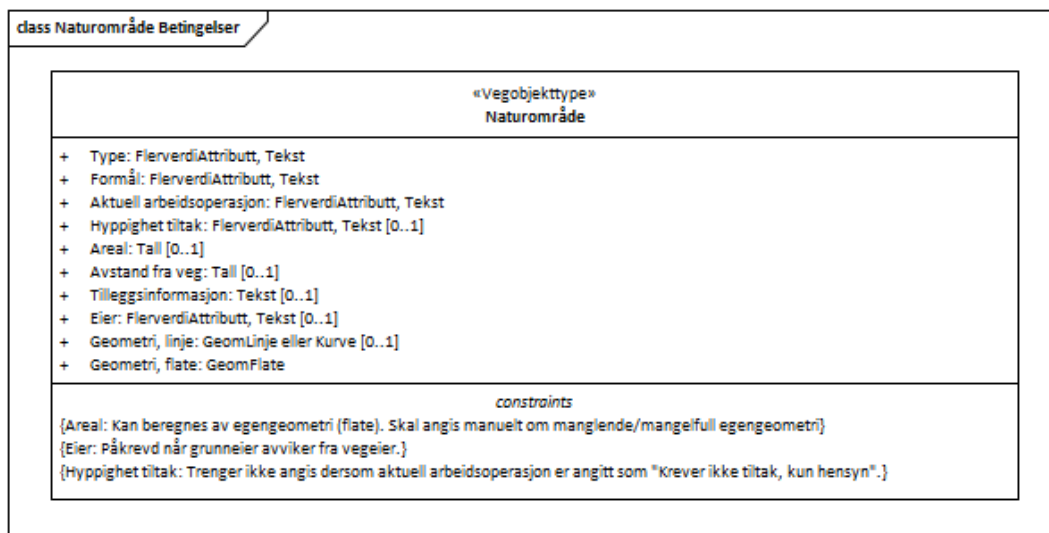 class Naturområde Betingelser
«Vegobjekttype»
Naturområde
+ Type: FlerverdiAttributt, Tekst
+ Formål: FlerverdiAttributt, Tekst
+ Aktuell arbeidsoperasjon: FlerverdiAttributt, Tekst
+ Hyppighet tiltak: FlerverdiAttributt, Tekst [0..1]
+ Areal: Tall [0..1]
+ Avstand fra veg: Tall [0..1]
+ Tilleggsinformasjon: Tekst [0..1]
+ Eier: FlerverdiAttributt, Tekst [0..1]
+ Geometri, linje: GeomLinje eller Kurve [0..1]
+ Geometri, flate: GeomFlate
constraints
{Areal: Kan beregnes av egengeometri (flate). Skal angis manuelt om manglende/mangelfull egengeometri}
{Eier: Påkrevd når grunneier avviker fra vegeier.}
{Hyppighet tiltak: Trenger ikke angis dersom aktuell arbeidsoperasjon er angitt som "Krever ikke tiltak, kun hensyn".}